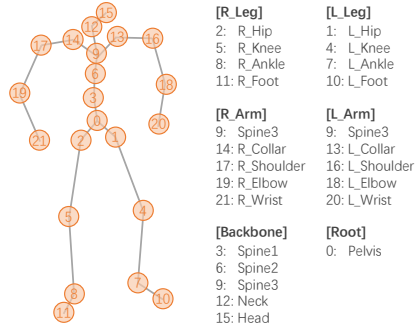 15
12
14
13
17
9
16
6
19
18
3
0
20
21
2
1
5
4
8
7
10
11
[R_Leg]
2: R_Hip
5: R_Knee
8: R_Ankle
11: R_Foot
[L_Leg]
1: L_Hip
4: L_Knee
7: L_Ankle
10: L_Foot
[R_Arm]
9: Spine3
14: R_Collar
17: R_Shoulder
19: R_Elbow
21: R_Wrist
[L_Arm]
9: Spine3
13: L_Collar
16: L_Shoulder
18: L_Elbow
20: L_Wrist
[Backbone]
3: Spine1
6: Spine2
9: Spine3
12: Neck
15: Head
[Root]
0: Pelvis